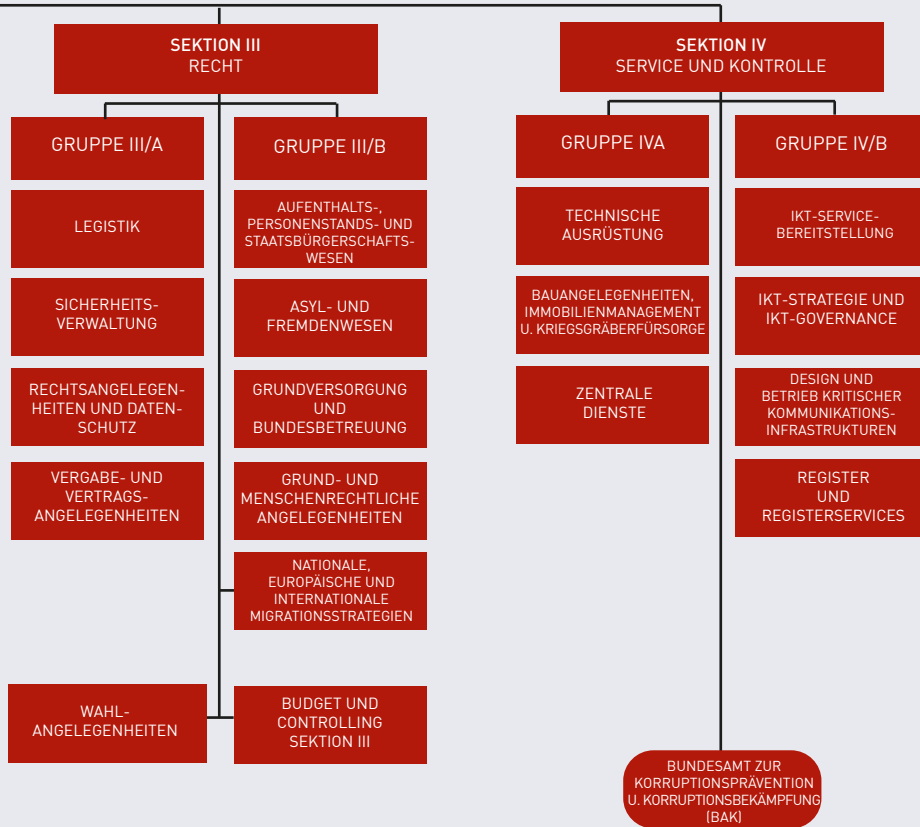 SEKTION III
RECHT
GRUPPE III/A
LEGISTIK
SICHERHEITS-
VERWALTUNG
RECHTSANGELEGEN-
HEITEN UND DATEN-
SCHUTZ
VERGABE- UND
VERTRAGS-
ANGELEGENHEITEN
GRUPPE III/B
AUFENTHALTS-,
PERSONENSTANDS- UND
STAATSBÜRGERSCHAFTS-
WESEN
ASYL- UND
FREMDENWESEN
GRUNDVERSORGUNG
UND
BUNDESBETREUUNG
GRUND- UND
MENSCHENRECHTLICHE
ANGELEGENHEITEN
NATIONALE,
EUROPÄISCHE UND
INTERNATIONALE
MIGRATIONSSTRATEGIEN
WAHL-
ANGELEGENHEITEN
BUDGET UND
CONTROLLING
SEKTION III
SEKTION IV
SERVICE UND KONTROLLE
GRUPPE IVA
TECHNISCHE
AUSRÜSTUNG
BAUANGELEGENHEITEN,
IMMOBILIENMANAGEMENT
U. KRIEGSGRÄBERFÜRSORGE
ZENTRALE
DIENSTE
GRUPPE IV/B
IKT-SERVICE-
BEREITSTELLUNG
IKT-STRATEGIE UND
IKT-GOVERNANCE
DESIGN UND
BETRIEB KRITISCHER
KOMMUNIKATIONS-
INFRASTRUKTUREN
REGISTER
UND
REGISTERSERVICES
BUNDESAMT ZUR
KORRUPTIONSPRÄVENTION
U. KORRUPTIONSBEKÄMPFUNG
(BAK)